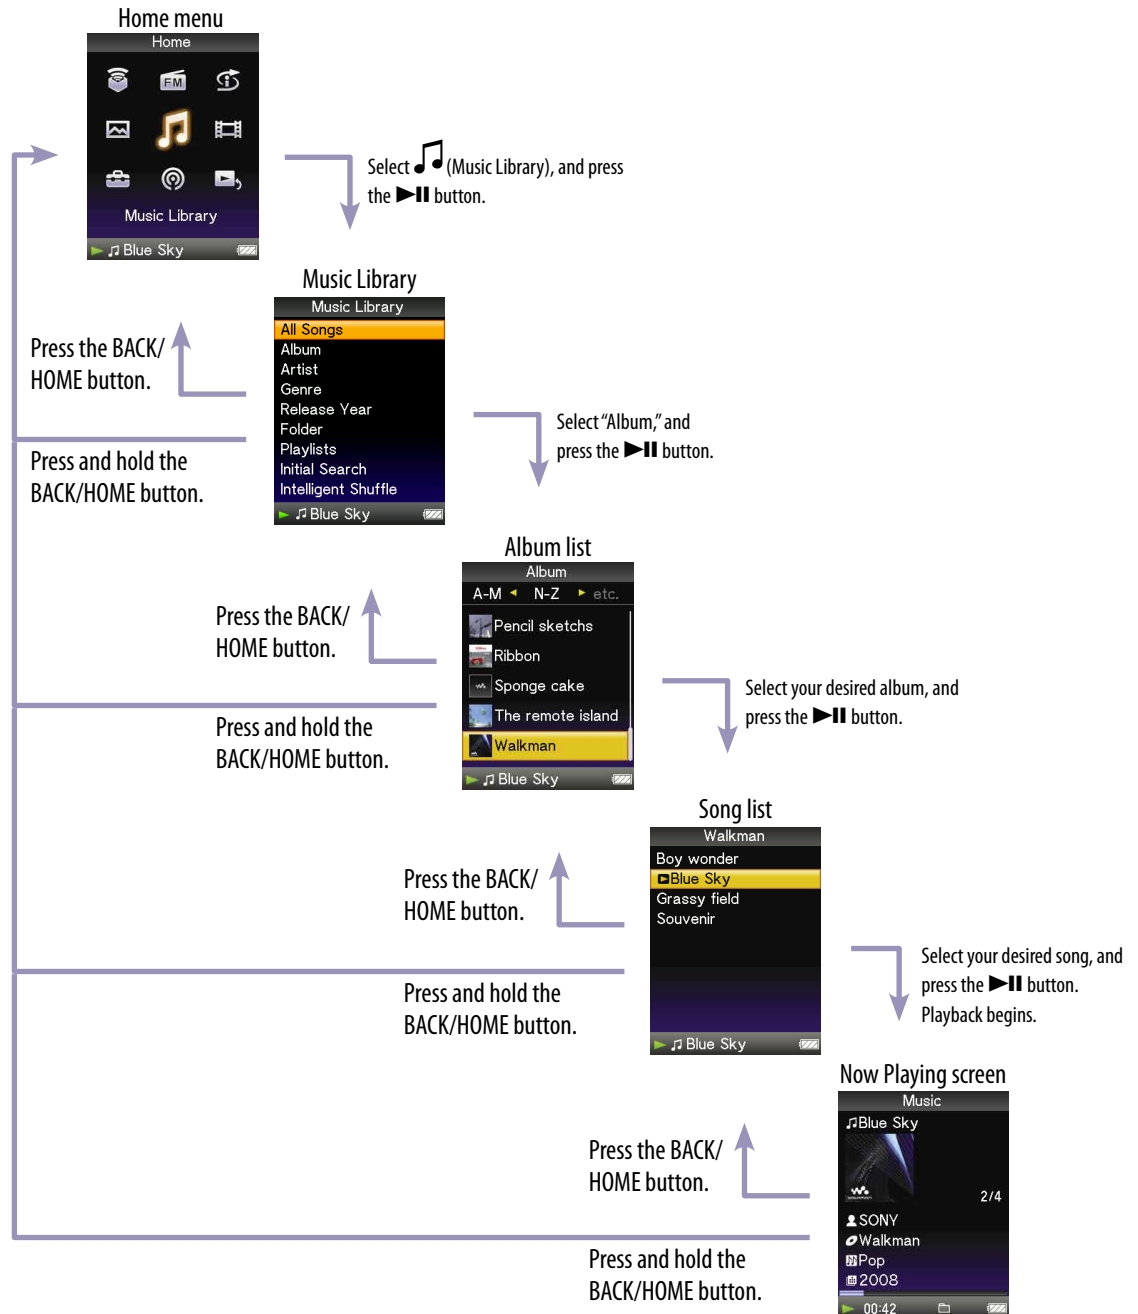 Home menu
Home
FM
Music Library
Blue Sky
Select (Music Library), and press
the button.
Music Library
Music Library
All Songs
Album
Artist
Genre
Release Year
Folder
Playlists
Initial Search
Intelligent Shuffle
Blue Sky
Press the BACK/
HOME button.
Press and hold the
BACK/HOME button.
Select “Album,” and
press the button.
Album list
Album
A-M N-Z etc.
Pencil sketchs
Ribbon
Sponge cake
The remote island
Walkman
Blue Sky
Press the BACK/
HOME button.
Press and hold the
BACK/HOME button.
Select your desired album, and
press the button.
Song list
Walkman
Boy wonder
Blue Sky
Grassy field
Souvenir
Blue Sky
Press the BACK/
HOME button.
Press and hold the
BACK/HOME button.
Select your desired song, and
press the button.
Playback begins.
Now Playing screen
Music
Blue Sky
2/4
SONY
Walkman
Pop
2008
00:42
Press the BACK/
HOME button.
Press and hold the
BACK/HOME button.